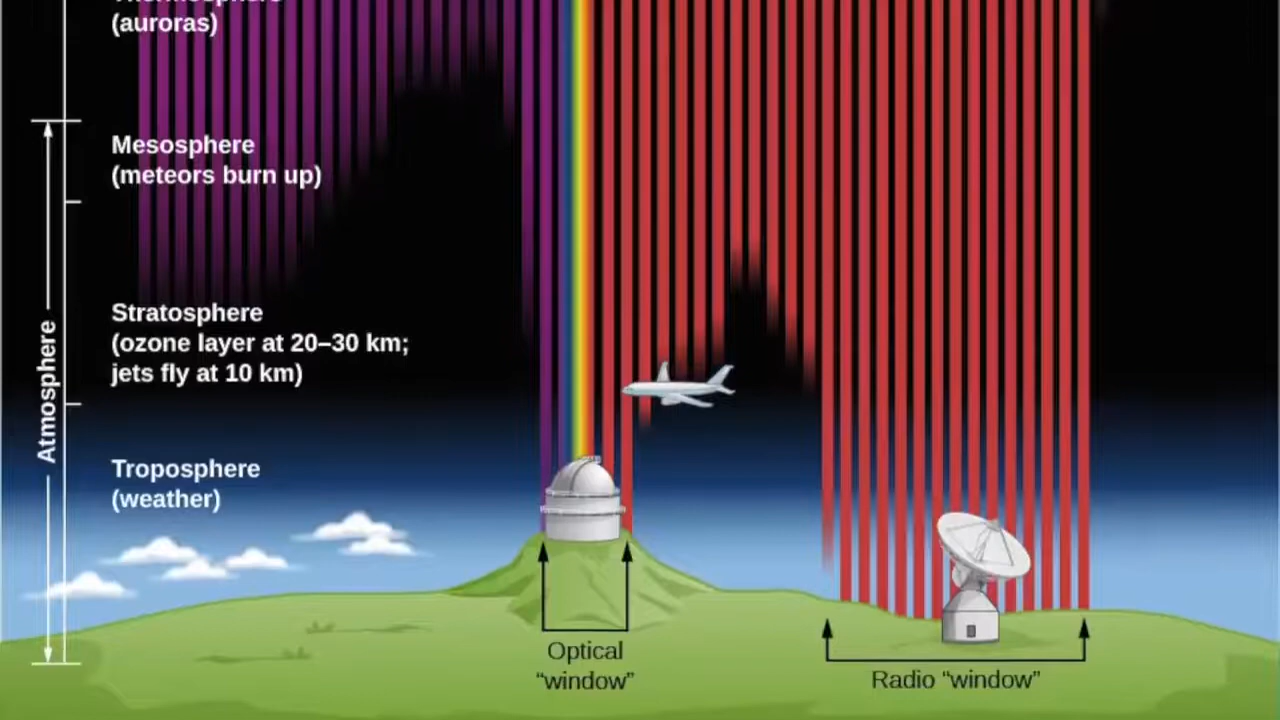 (auroras)
Mesosphere
(meteors burn up)
Stratosphere
(ozone layer at 20–30 km;
jets fly at 10 km)
Atmosphere
Troposphere
(weather)
Optical
“window”
Radio “window”